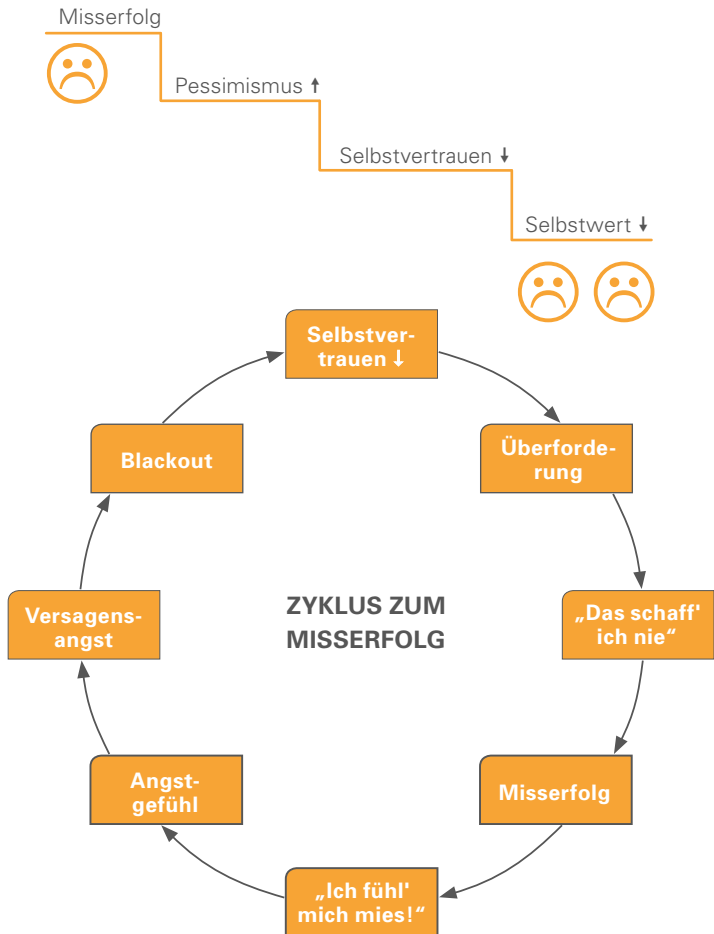 Misserfolg
Pessimismus ↑
Selbstvertrauen ↓
Selbstwert ↓
Selbstver-
trauen ↓
Überforde-
rung
„Das schaff'
ich nie“
Misserfolg
„Ich fühl'
mich mies!“
Angst-
gefühl
Versagens-
angst
Blackout
ZYKLUS ZUM
MISSERFOLG